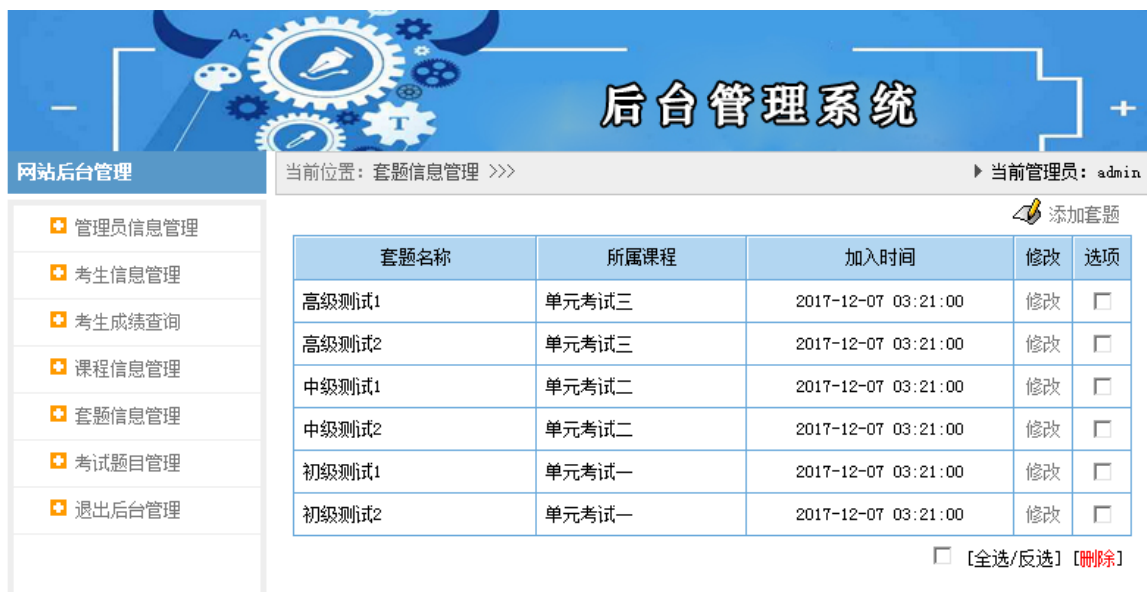 A
T
后台管理系统
网站后台管理
当前位置：套题信息管理 >>>
当前管理员：admin
管理员信息管理
考生信息管理
考生成绩查询
课程信息管理
套题信息管理
考试题目管理
退出后台管理
添加套题
套题名称 所属课程 加入时间 修改 选项
高级测试1 单元考试三 2017-12-07 03:21:00 修改
高级测试2 单元考试三 2017-12-07 03:21:00 修改
中级测试1 单元考试二 2017-12-07 03:21:00 修改
中级测试2 单元考试二 2017-12-07 03:21:00 修改
初级测试1 单元考试一 2017-12-07 03:21:00 修改
初级测试2 单元考试一 2017-12-07 03:21:00 修改
[全选/反选] [删除]